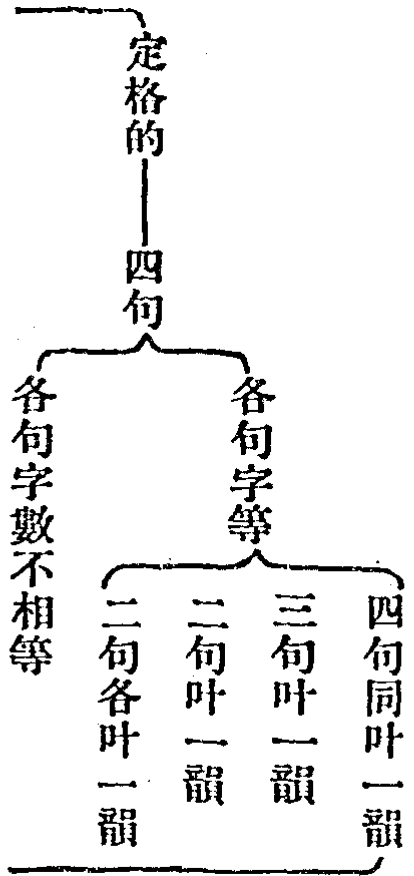 定格的
四句
各句字等
四句同叶一韻
三句叶一韻
二句叶一韻
二句各叶一韻
各句字數不相等